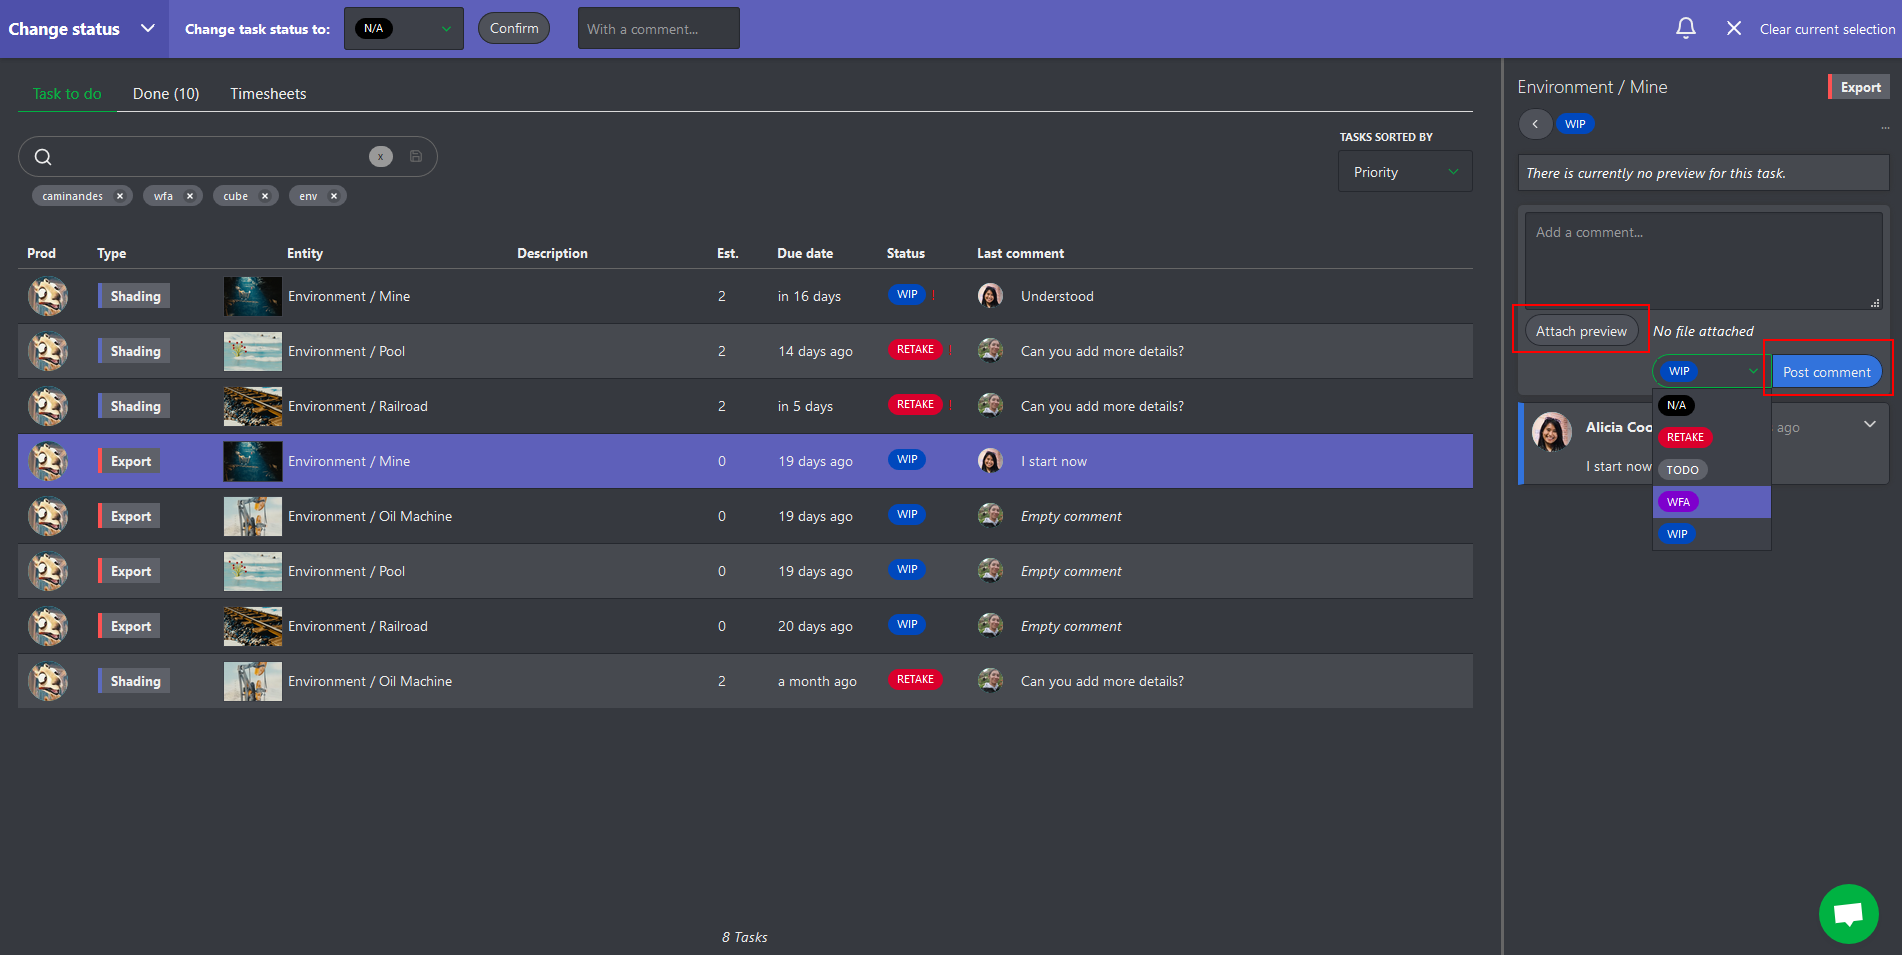 Change status
Change task status to:
N/A
Confirm
With a comment...
Clear current selection
Task to do
Done (10)
Timesheets
x
caminandes ×
wfa ×
cube ×
env ×
TASKS SORTED BY
Priority
Prod Type Entity Description Est. Due date Status Last comment
Shading Environment / Mine 2 in 16 days WIP ! Understood
Shading Environment / Pool 2 14 days ago RETAKE ! Can you add more details?
Shading Environment / Railroad 2 in 5 days RETAKE ! Can you add more details?
Export Environment / Mine 0 19 days ago WIP I start now
Export Environment / Oil Machine 0 19 days ago WIP Empty comment
Export Environment / Pool 0 19 days ago WIP Empty comment
Export Environment / Railroad 0 20 days ago WIP Empty comment
Shading Environment / Oil Machine 2 a month ago RETAKE Can you add more details?
8 Tasks
Environment / Mine
Export
WIP
...
There is currently no preview for this task.
Add a comment...
Attach preview
No file attached
WIP
Post comment
N/A
RETAKE
TODO
WFA
WIP
Alicia Coo
ago
I start now